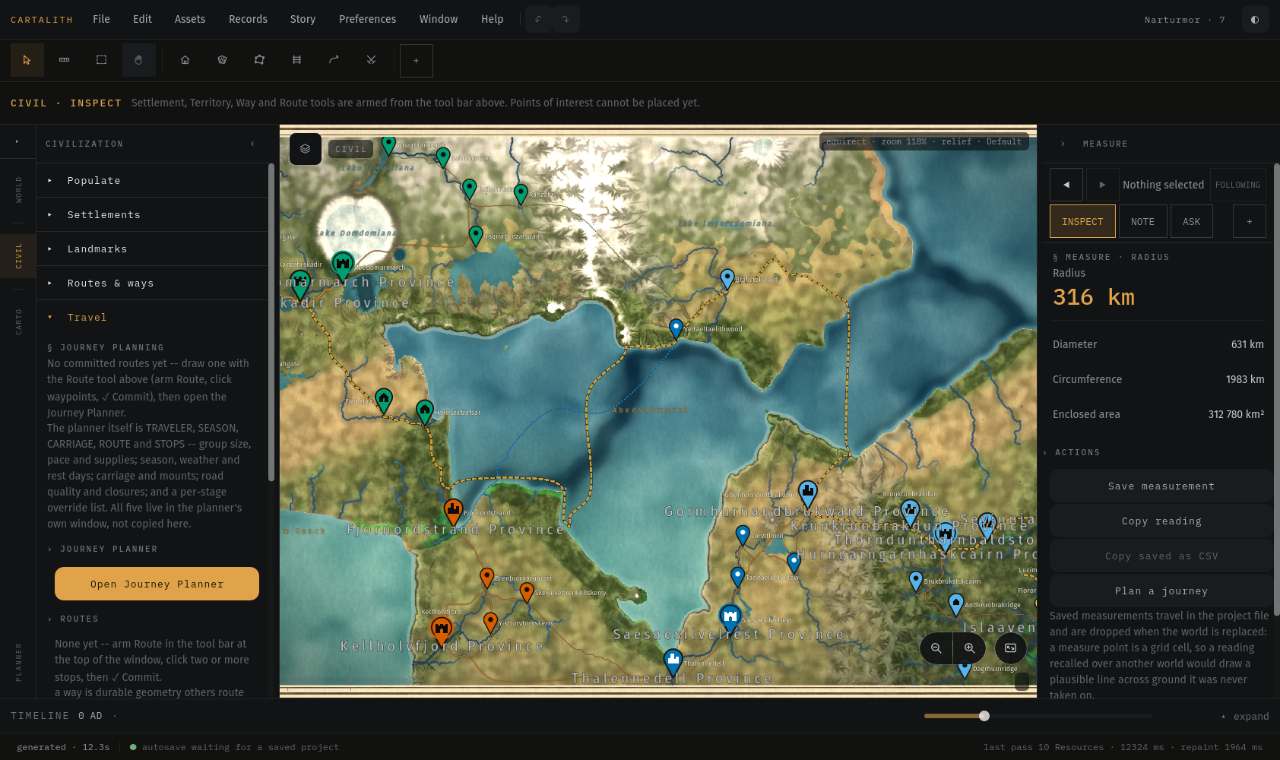 CARTALITH File Edit Assets Records Story Preferences Window Help Narturmor · 7
CIVIL · INSPECT Settlement, Territory, Way and Route tools are armed from the tool bar above. Points of interest cannot be placed yet.
WORLD
CIVIL
CARTO
PLANNER
CIVILIZATION
Populate
Settlements
Landmarks
Routes & ways
Travel
§ JOURNEY PLANNING
No committed routes yet -- draw one with
the Route tool above (arm Route, click
waypoints, ✓ Commit), then open the
Journey Planner.
The planner itself is TRAVELER, SEASON,
CARRIAGE, ROUTE and STOPS -- group size,
pace and supplies; season, weather and
rest days; carriage and mounts; road
quality and closures; and a per-stage
override list. All five live in the planner's
own window, not copied here.
JOURNEY PLANNER
Open Journey Planner
ROUTES
None yet -- arm Route in the tool bar at
the top of the window, click two or more
stops, then ✓ Commit.
a way is durable geometry others route
CIVIL
equirect · zoom 118% · relief · Default
Lake Domdomiana
Fjornordstrand Province
Kellholvfjord Province
Kellholvfjord
Saesaesilvelrest Province
Thalennedell Province
Thalennedell
Islaaven
MEASURE
Nothing selected FOLLOWING
INSPECT NOTE ASK +
§ MEASURE · RADIUS
Radius
316 km
Diameter 631 km
Circumference 1983 km
Enclosed area 312 780 km²
ACTIONS
Save measurement
Copy reading
Copy saved as CSV
Plan a journey
Saved measurements travel in the project file
and are dropped when the world is replaced:
a measure point is a grid cell, so a reading
recalled over another world would draw a
plausible line across ground it was never
taken on.
TIMELINE 0 AD · expand
generated · 12.3s autosave waiting for a saved project last pass 10 Resources · 12324 ms · repaint 1964 ms